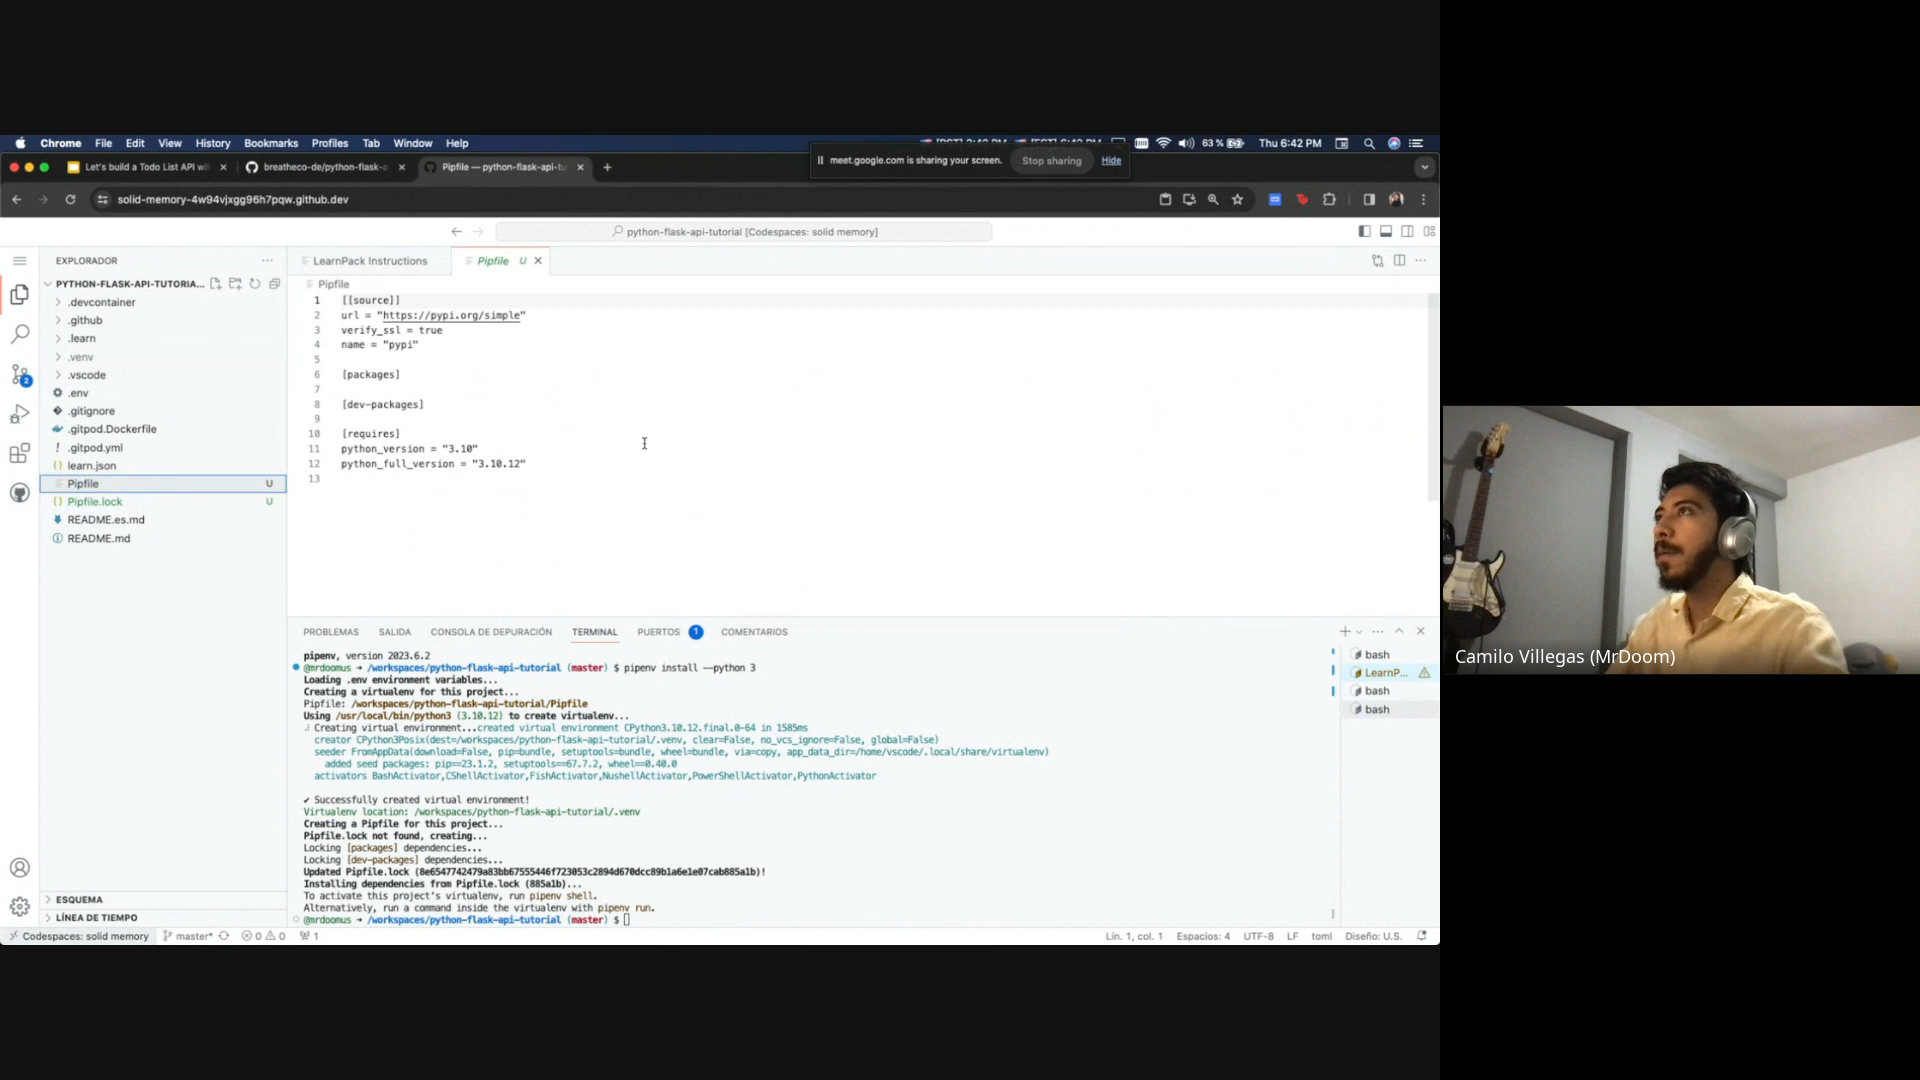 Chrome File Edit View History Bookmarks Profiles Tab Window Help
63 % Thu 6:42 PM
Let's build a Todo List API wi
breatheco-de/python-flask-a
Pipfile — python-flask-api-tu
meet.google.com is sharing your screen. Stop sharing Hide
solid-memory-4w94vjxgg96h7pqw.github.dev
python-flask-api-tutorial [Codespaces: solid memory]
EXPLORADOR
PYTHON-FLASK-API-TUTORIA...
.devcontainer
.github
.learn
.venv
.vscode
.env
.gitignore
.gitpod.Dockerfile
.gitpod.yml
learn.json
Pipfile U
Pipfile.lock U
README.es.md
README.md
ESQUEMA
LÍNEA DE TIEMPO
LearnPack Instructions
Pipfile U
Pipfile
1 [[source]]
2 url = "https://pypi.org/simple"
3 verify_ssl = true
4 name = "pypi"
5
6 [packages]
7
8 [dev-packages]
9
10 [requires]
11 python_version = "3.10"
12 python_full_version = "3.10.12"
13
PROBLEMAS SALIDA CONSOLA DE DEPURACIÓN TERMINAL PUERTOS 1 COMENTARIOS
pipenv, version 2023.6.2
@mrdoomus → /workspaces/python-flask-api-tutorial (master) $ pipenv install --python 3
Loading .env environment variables...
Creating a virtualenv for this project...
Pipfile: /workspaces/python-flask-api-tutorial/Pipfile
Using /usr/local/bin/python3 (3.10.12) to create virtualenv...
Creating virtual environment...created virtual environment CPython3.10.12.final.0-64 in 1585ms
creator CPython3Posix(dest=/workspaces/python-flask-api-tutorial/.venv, clear=False, no_vcs_ignore=False, global=False)
seeder FromAppData(download=False, pip=bundle, setuptools=bundle, wheel=bundle, via=copy, app_data_dir=/home/vscode/.local/share/virtualenv)
added seed packages: pip==23.1.2, setuptools==67.7.2, wheel==0.40.0
activators BashActivator,CShellActivator,FishActivator,NushellActivator,PowerShellActivator,PythonActivator
✔ Successfully created virtual environment!
Virtualenv location: /workspaces/python-flask-api-tutorial/.venv
Creating a Pipfile for this project...
Pipfile.lock not found, creating...
Locking [packages] dependencies...
Locking [dev-packages] dependencies...
Updated Pipfile.lock (8e6547742479a83bb67555446f723053c2894d670dcc89b1a6e1e07cab885a1b)!
Installing dependencies from Pipfile.lock (885a1b)...
To activate this project's virtualenv, run pipenv shell.
Alternatively, run a command inside the virtualenv with pipenv run.
@mrdoomus → /workspaces/python-flask-api-tutorial (master) $
bash
LearnP...
bash
bash
Codespaces: solid memory master* 0 0 1
Lín. 1, col. 1 Espacios: 4 UTF-8 LF toml Diseño: U.S.
Camilo Villegas (MrDoom)